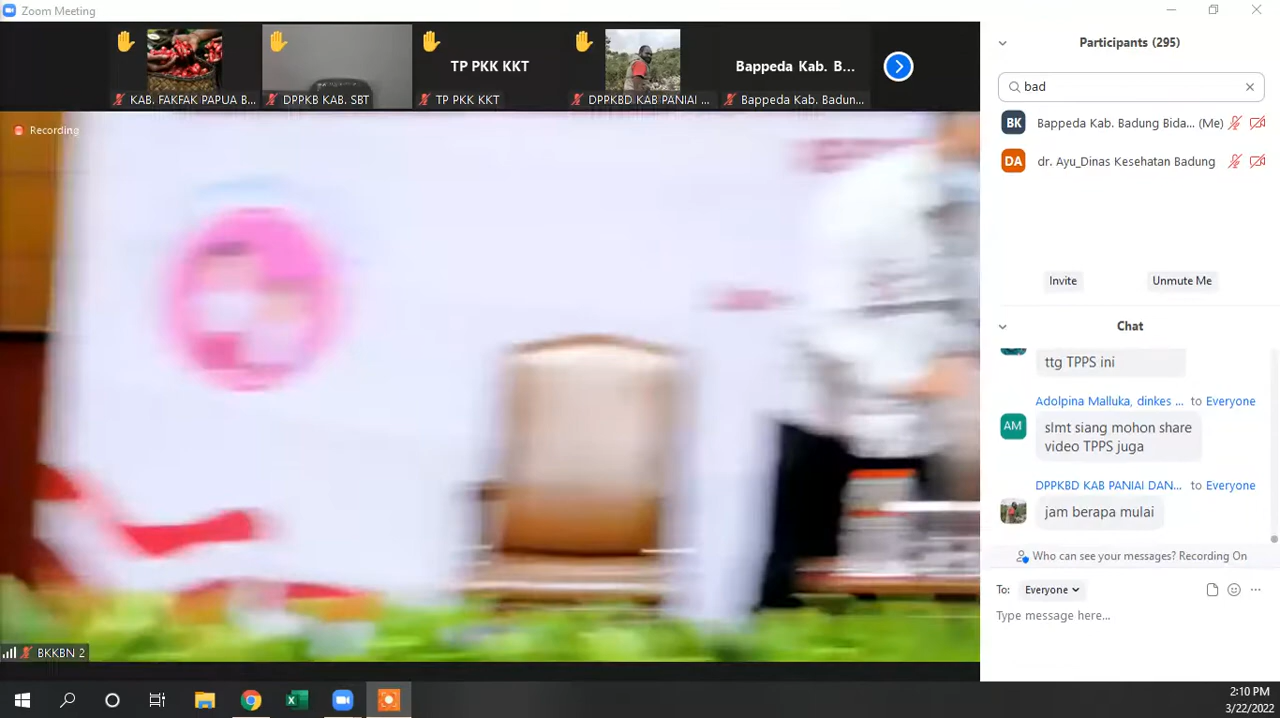 Zoom Meeting
KAB. FAKFAK PAPUA B...
DPPKB KAB. SBT
TP PKK KKT
TP PKK KKT
DPPKBD KAB PANIAI ...
Bappeda Kab. B...
Bappeda Kab. Badun...
Recording
BKKBN 2
Participants (295)
bad
BK
Bappeda Kab. Badung Bida... (Me)
DA
dr. Ayu_Dinas Kesehatan Badung
Invite
Unmute Me
Chat
ttg TPPS ini
Adolpina Malluka, dinkes ... to Everyone
AM
slmt siang mohon share
video TPPS juga
DPPKBD KAB PANIAI DAN... to Everyone
jam berapa mulai
Who can see your messages? Recording On
To: Everyone
Type message here...
2:10 PM
3/22/2022